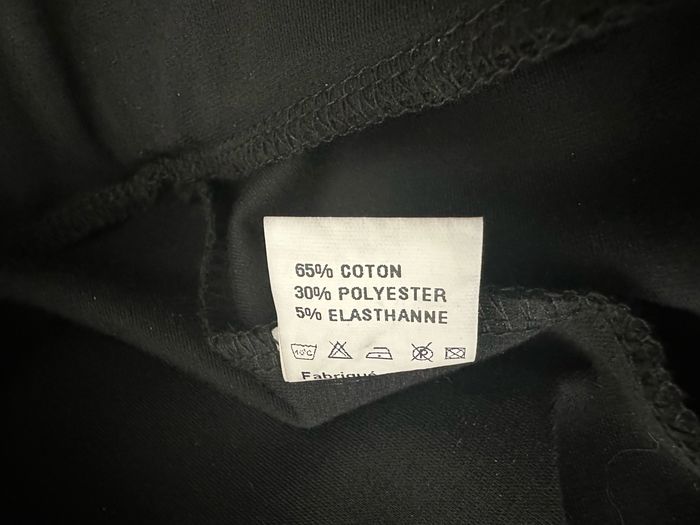 65% COTON
30% POLYESTER
5% ELASTHANNE
P
Fabriqué